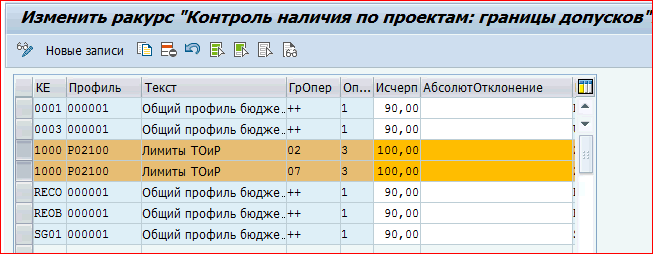 Изменить ракурс "Контроль наличия по проектам: границы допусков"
Новые записи
КЕ Профиль Текст ГрОпер Оп... Исчерп АбсолютОтклонение
0001 000001 Общий профиль бюдже.. ++ 1 90,00
0003 000001 Общий профиль бюдже.. ++ 1 90,00
1000 P02100 Лимиты ТОиР 02 3 100,00
1000 P02100 Лимиты ТОиР 07 3 100,00
RECO 000001 Общий профиль бюдже.. ++ 1 90,00
REOB 000001 Общий профиль бюдже.. ++ 1 90,00
SG01 000001 Общий профиль бюдже.. ++ 1 90,00